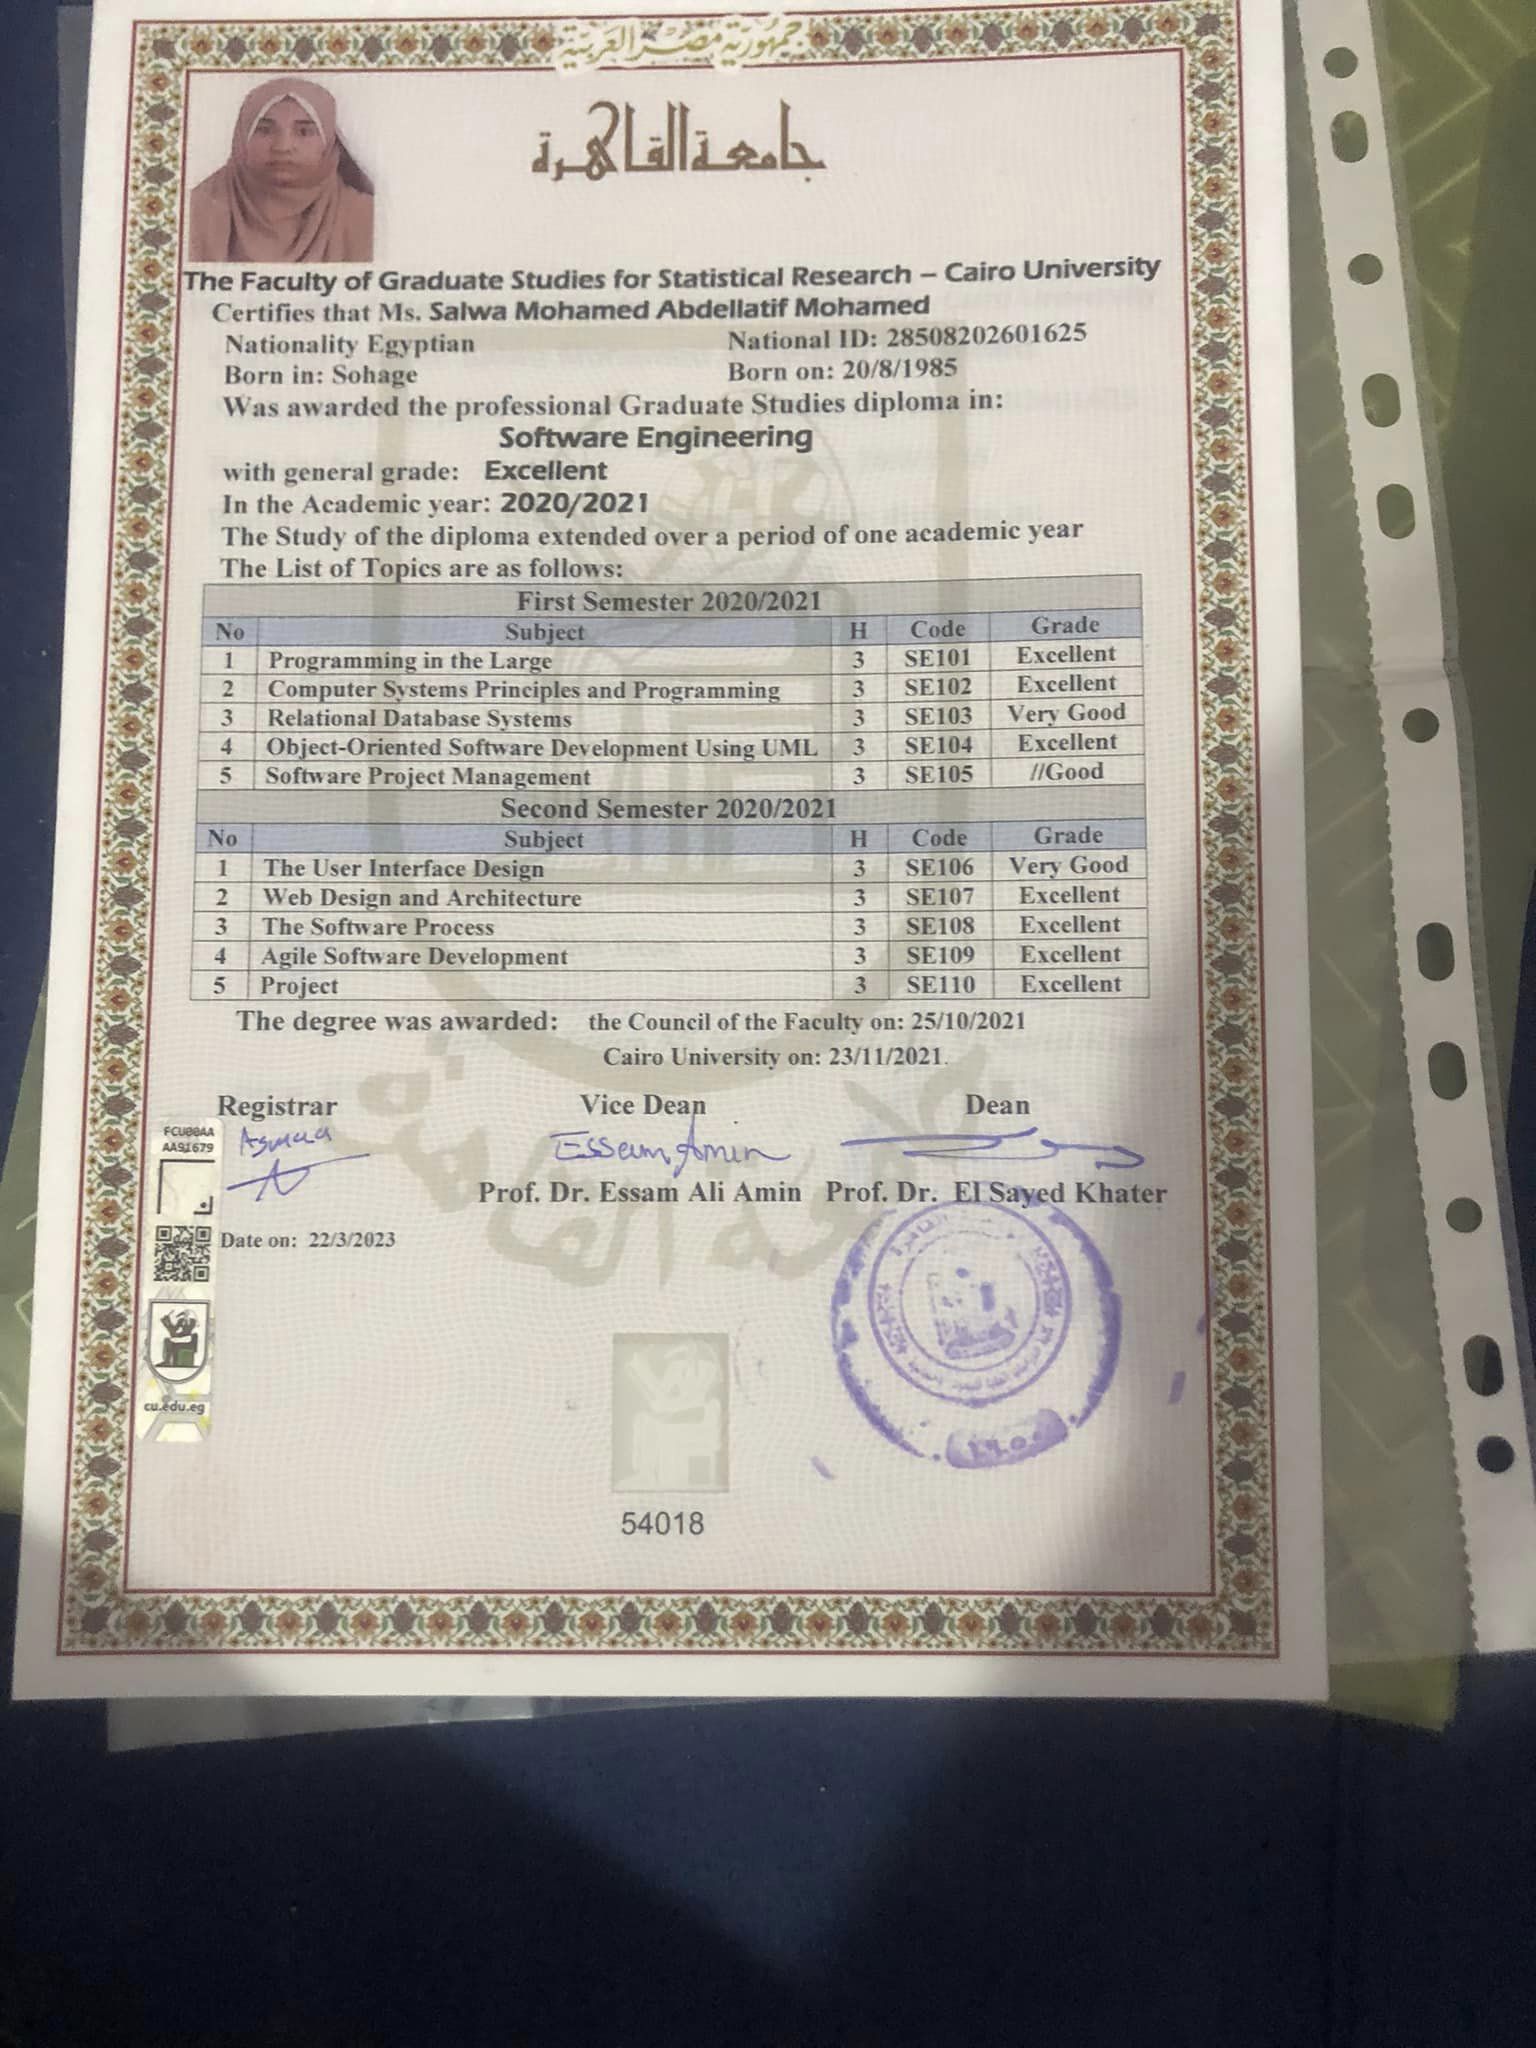 جمهورية مصر العربية
جامعة القاهرة
The Faculty of Graduate Studies for Statistical Research – Cairo University
Certifies that Ms. Salwa Mohamed Abdellatif Mohamed
Nationality Egyptian National ID: 28508202601625
Born in: Sohage Born on: 20/8/1985
Was awarded the professional Graduate Studies diploma in:
Software Engineering
with general grade: Excellent
In the Academic year: 2020/2021
The Study of the diploma extended over a period of one academic year
The List of Topics are as follows:
First Semester 2020/2021
No Subject H Code Grade
1 Programming in the Large 3 SE101 Excellent
2 Computer Systems Principles and Programming 3 SE102 Excellent
3 Relational Database Systems 3 SE103 Very Good
4 Object-Oriented Software Development Using UML 3 SE104 Excellent
5 Software Project Management 3 SE105 //Good
Second Semester 2020/2021
No Subject H Code Grade
1 The User Interface Design 3 SE106 Very Good
2 Web Design and Architecture 3 SE107 Excellent
3 The Software Process 3 SE108 Excellent
4 Agile Software Development 3 SE109 Excellent
5 Project 3 SE110 Excellent
The degree was awarded: the Council of the Faculty on: 25/10/2021
Cairo University on: 23/11/2021.
Registrar Vice Dean Dean
FCU00AA
AA91679
Asmaa Essam Amin
Prof. Dr. Essam Ali Amin Prof. Dr. El Sayed Khater
Date on: 22/3/2023
cu.edu.eg
54018